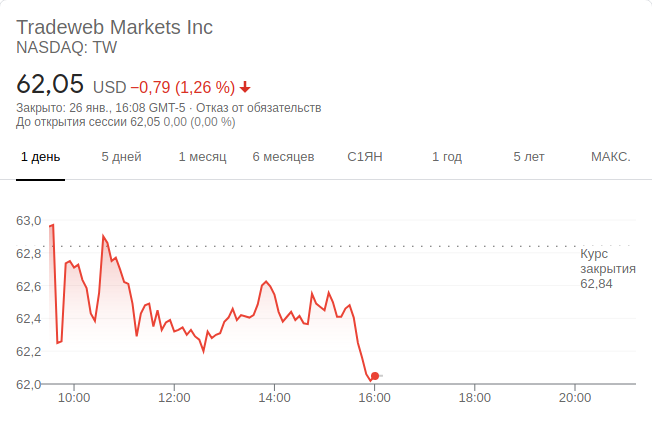 Tradeweb Markets Inc
NASDAQ: TW
62,05 USD −0,79 (1,26 %)
Закрыто: 26 янв., 16:08 GMT-5 · Отказ от обязательств
До открытия сессии 62,05 0,00 (0,00 %)
1 день 5 дней 1 месяц 6 месяцев С1ЯН 1 год 5 лет МАКС.
63,0
62,8
Курс
закрытия
62,84
62,6
62,4
62,2
62,0
10:00 12:00 14:00 16:00 18:00 20:00